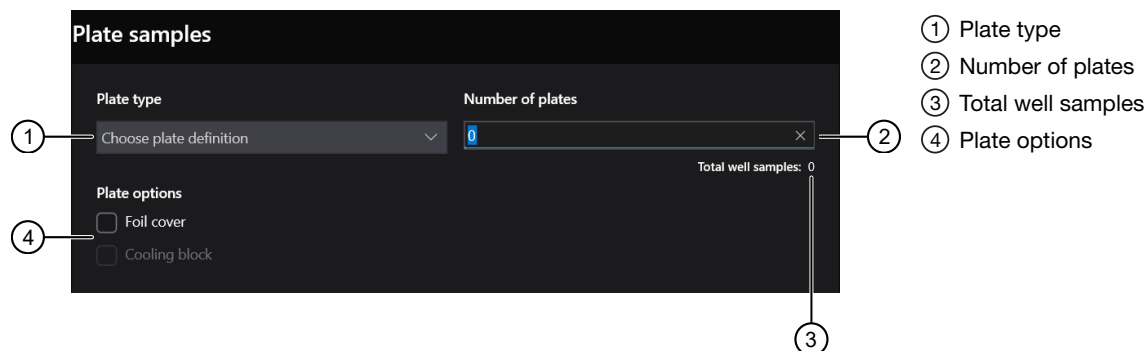 Plate samples
Plate type
Number of plates
Choose plate definition
0
Total well samples: 0
Plate options
Foil cover
Cooling block
1
2
3
4
1 Plate type
2 Number of plates
3 Total well samples
4 Plate options